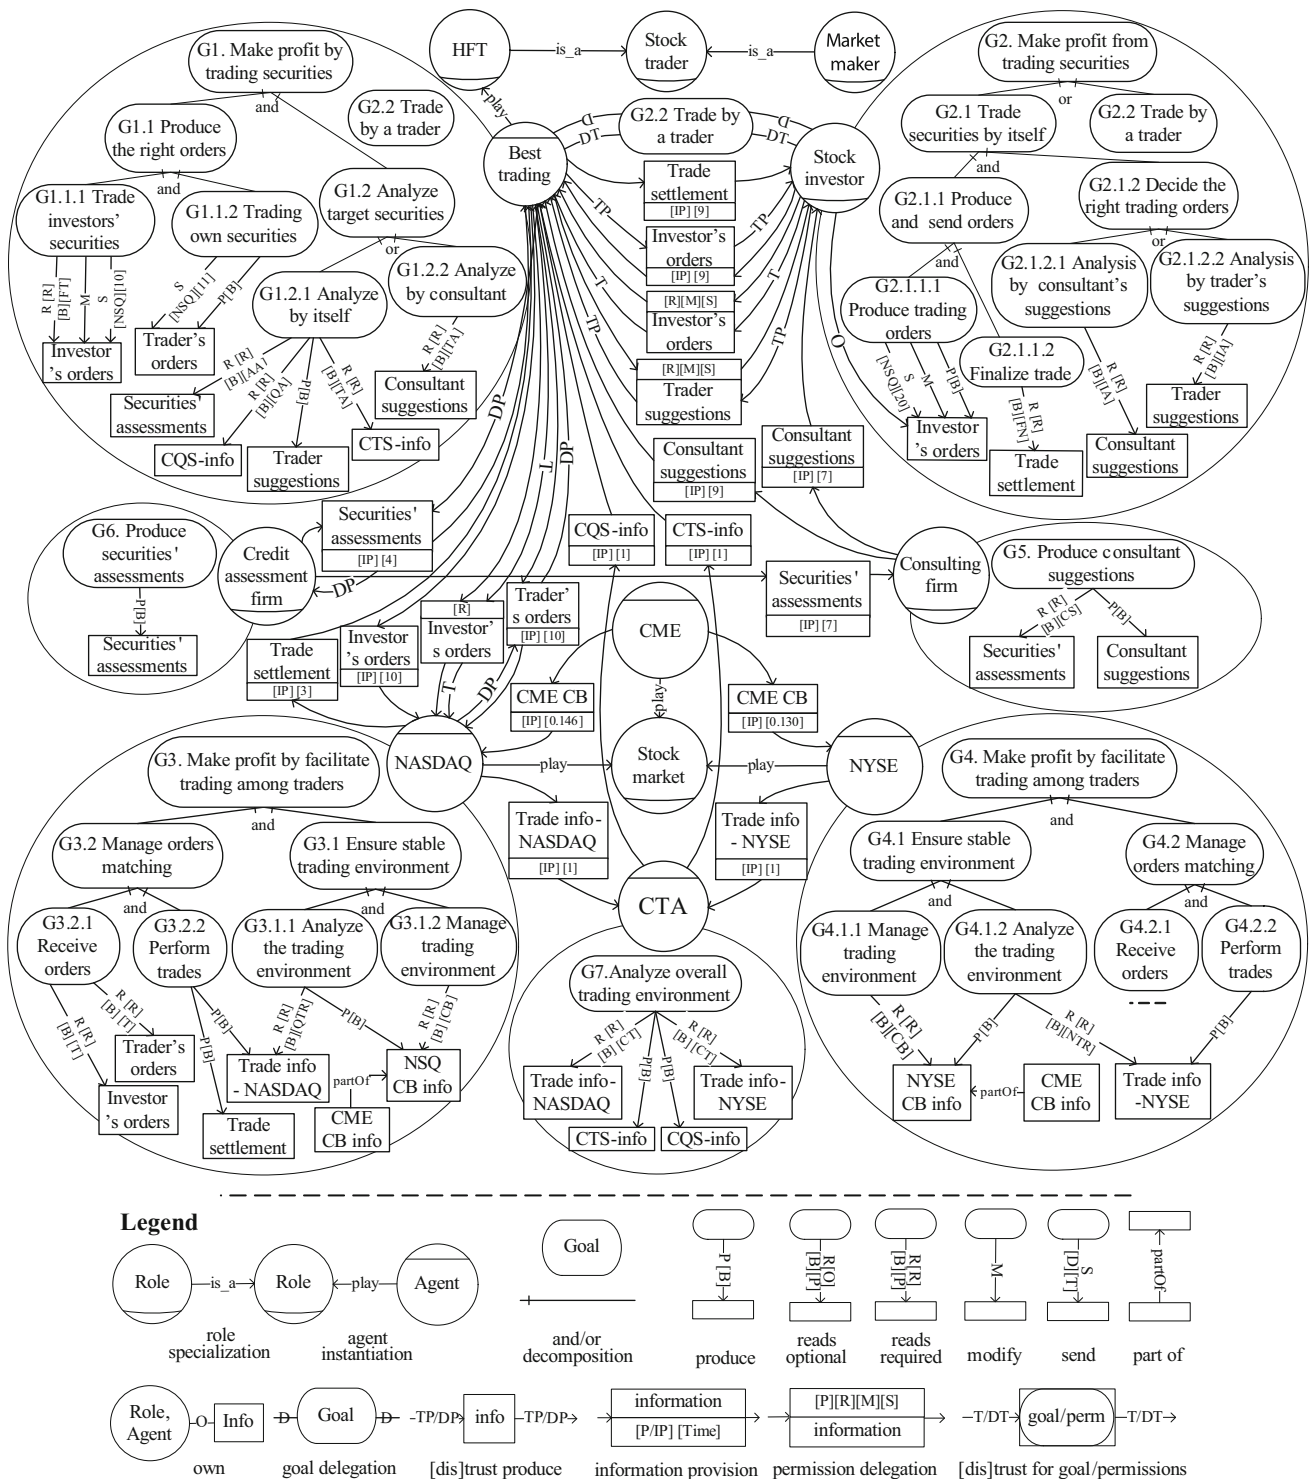 HFT
is_a
Stock
trader
is_a
Market
maker
play
G1. Make profit by
trading securities
and
G2.2 Trade
by a trader
G1.1 Produce
the right orders
and
G1.1.1 Trade
investors'
securities
G1.1.2 Trading
own securities
G1.2 Analyze
target securities
or
G1.2.1 Analyze
by itself
G1.2.2 Analyze
by consultant
R [R]
[B][FT]
M
S
[NSQ][10]
S
[NSQ][11]
P[B]
Investor
's orders
Trader's
orders
R [R]
[B][AA]
R [R]
[B][QA]
P[B]
R [R]
[B][TA]
R [R]
[B][TA]
Securities'
assessments
CQS-info
Trader
suggestions
CTS-info
Consultant
suggestions
Best
trading
D
DT
G2.2 Trade by
a trader
D
DT
Stock
investor
Trade
settlement
[IP] [9]
TP
Investor's
orders
[IP] [9]
TP
T
[R][M][S]
Investor's
orders
T
TP
[R][M][S]
Trader
suggestions
TP
O
Consultant
suggestions
[IP] [9]
Consultant
suggestions
[IP] [7]
G2. Make profit from
trading securities
or
G2.1 Trade
securities by itself
G2.2 Trade by
a trader
and
G2.1.1 Produce
and send orders
G2.1.2 Decide the
right trading orders
and
or
G2.1.1.1
Produce trading
orders
G2.1.2.1 Analysis
by consultant's
suggestions
G2.1.2.2 Analysis
by trader's
suggestions
G2.1.1.2
Finalize trade
S
[NSQ][20]
M
P[B]
R [R]
[B][FN]
R [R]
[B][IA]
R [R]
[B][IA]
Investor
's orders
Trade
settlement
Consultant
suggestions
Trader
suggestions
G6. Produce
securities'
assessments
P[B]
Securities'
assessments
Credit
assessment
firm
Securities'
assessments
[IP] [4]
DP
DP
T
DP
CQS-info
[IP] [1]
CTS-info
[IP] [1]
Securities'
assessments
[IP] [7]
Consulting
firm
G5. Produce consultant
suggestions
R [R]
[B][CS]
P[B]
Securities'
assessments
Consultant
suggestions
Trade
settlement
[IP] [3]
Investor
's orders
[IP] [10]
[R]
Investor's
orders
Trader's
orders
[IP] [10]
T
DP
CME
play
CME CB
[IP] [0.146]
CME CB
[IP] [0.130]
NASDAQ
play
Stock
market
play
NYSE
Trade info-
NASDAQ
[IP] [1]
Trade info
- NYSE
[IP] [1]
CTA
G3. Make profit by facilitate
trading among traders
and
G3.2 Manage orders
matching
G3.1 Ensure stable
trading environment
and
and
G3.2.1
Receive
orders
G3.2.2
Perform
trades
G3.1.1 Analyze
the trading
environment
G3.1.2 Manage
trading
environment
R [R]
[B][T]
R [R]
[B][T]
P[B]
P[B]
R [R]
[B][QTR]
P[B]
R [R]
[B][CB]
Trader's
orders
Investor
's orders
Trade info
- NASDAQ
Trade
settlement
partOf
NSQ
CB info
CME
CB info
G7.Analyze overall
trading environment
R [R]
[B][CT]
P[B]
P[B]
R [R]
[B][CT]
Trade info-
NASDAQ
Trade info-
NYSE
CTS-info
CQS-info
G4. Make profit by facilitate
trading among traders
and
G4.1 Ensure stable
trading environment
G4.2 Manage
orders matching
and
and
G4.1.1 Manage
trading
environment
G4.1.2 Analyze
the trading
environment
G4.2.1
Receive
orders
G4.2.2
Perform
trades
R [R]
[B][CB]
P[B]
R [R]
[B][NTR]
P[B]
NYSE
CB info
partOf
CME
CB info
Trade info
-NYSE
Legend
Role
is_a
Role
play
Agent
role
specialization
agent
instantiation
Goal
and/or
decomposition
P [B]
produce
R[O]
[B][P]
reads
optional
R[R]
[B][P]
reads
required
M
modify
S
[D][T]
send
partOf
part of
Role,
Agent
O
Info
own
D
Goal
D
goal delegation
TP/DP
info
TP/DP
[dis]trust produce
information
[P/IP] [Time]
information provision
[P][R][M][S]
information
permission delegation
T/DT
goal/perm
T/DT
[dis]trust for goal/permissions